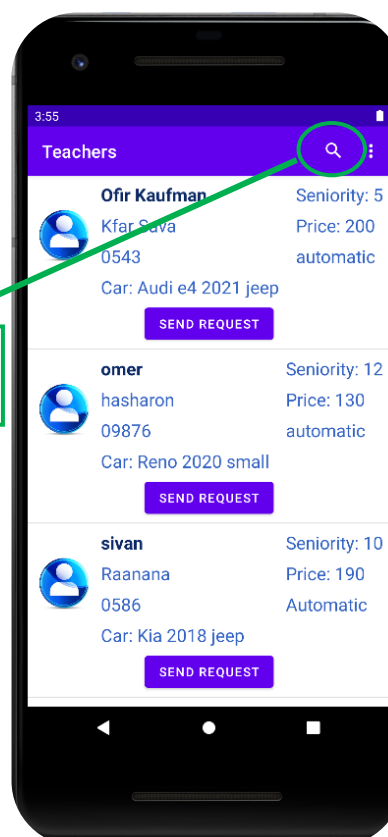 3:55
Teachers
Ofir Kaufman Seniority: 5
Kfar Sava Price: 200
0543 automatic
Car: Audi e4 2021 jeep
SEND REQUEST
omer Seniority: 12
hasharon Price: 130
09876 automatic
Car: Reno 2020 small
SEND REQUEST
sivan Seniority: 10
Raanana Price: 190
0586 Automatic
Car: Kia 2018 jeep
SEND REQUEST